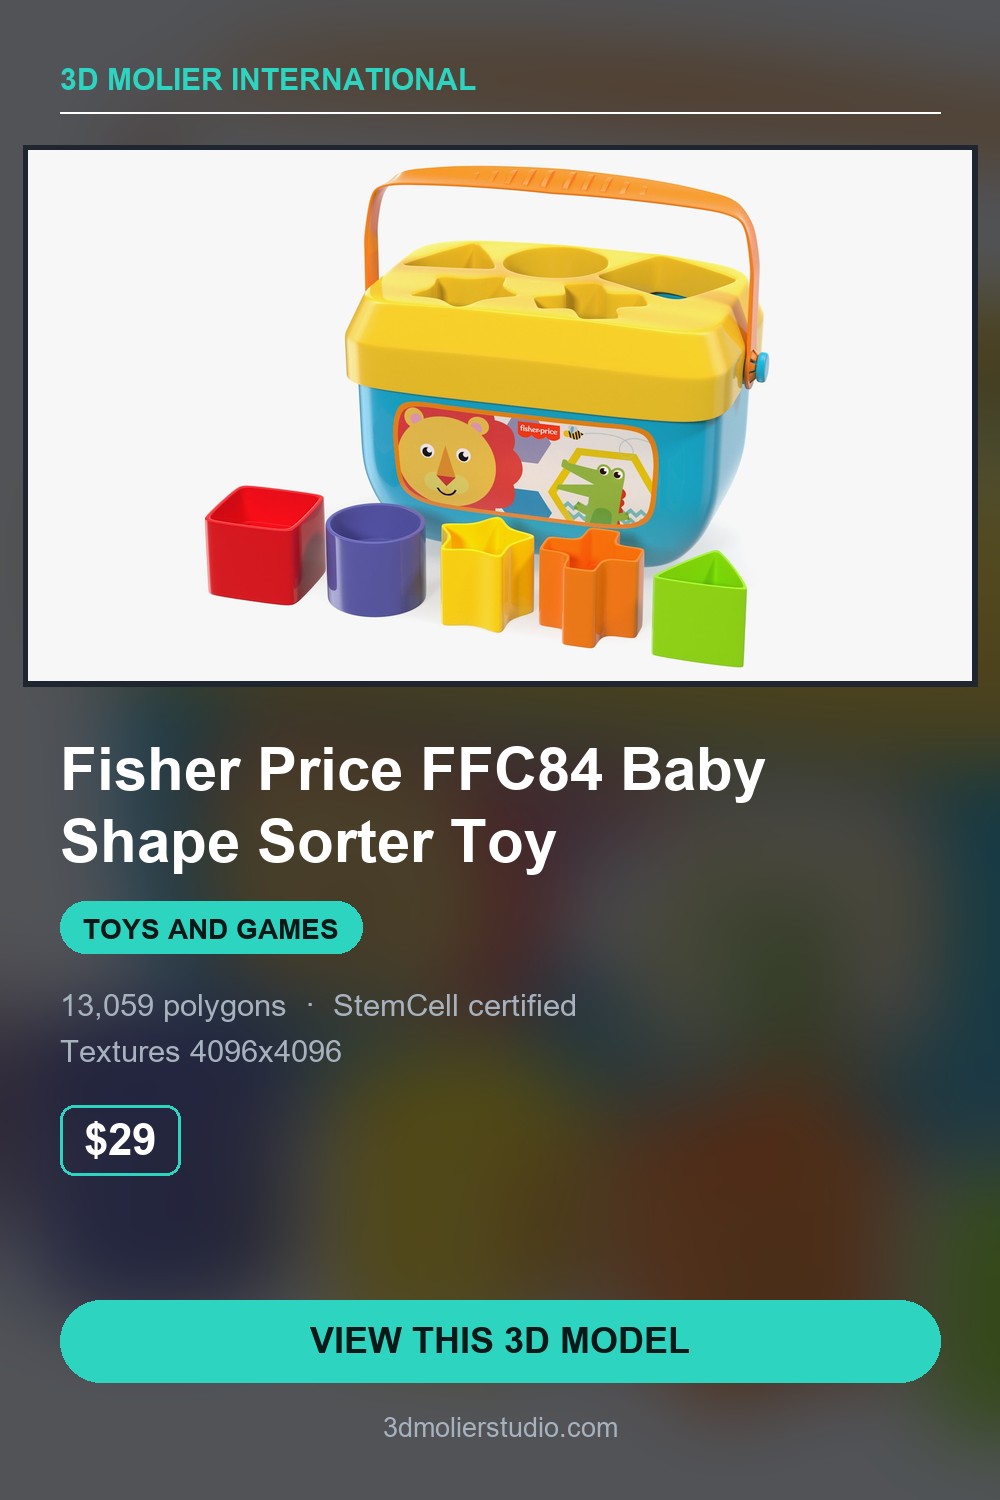 3D MOLIER INTERNATIONAL
fisher-price
Fisher Price FFC84 Baby
Shape Sorter Toy
TOYS AND GAMES
13,059 polygons · StemCell certified
Textures 4096x4096
$29
VIEW THIS 3D MODEL
3dmolierstudio.com